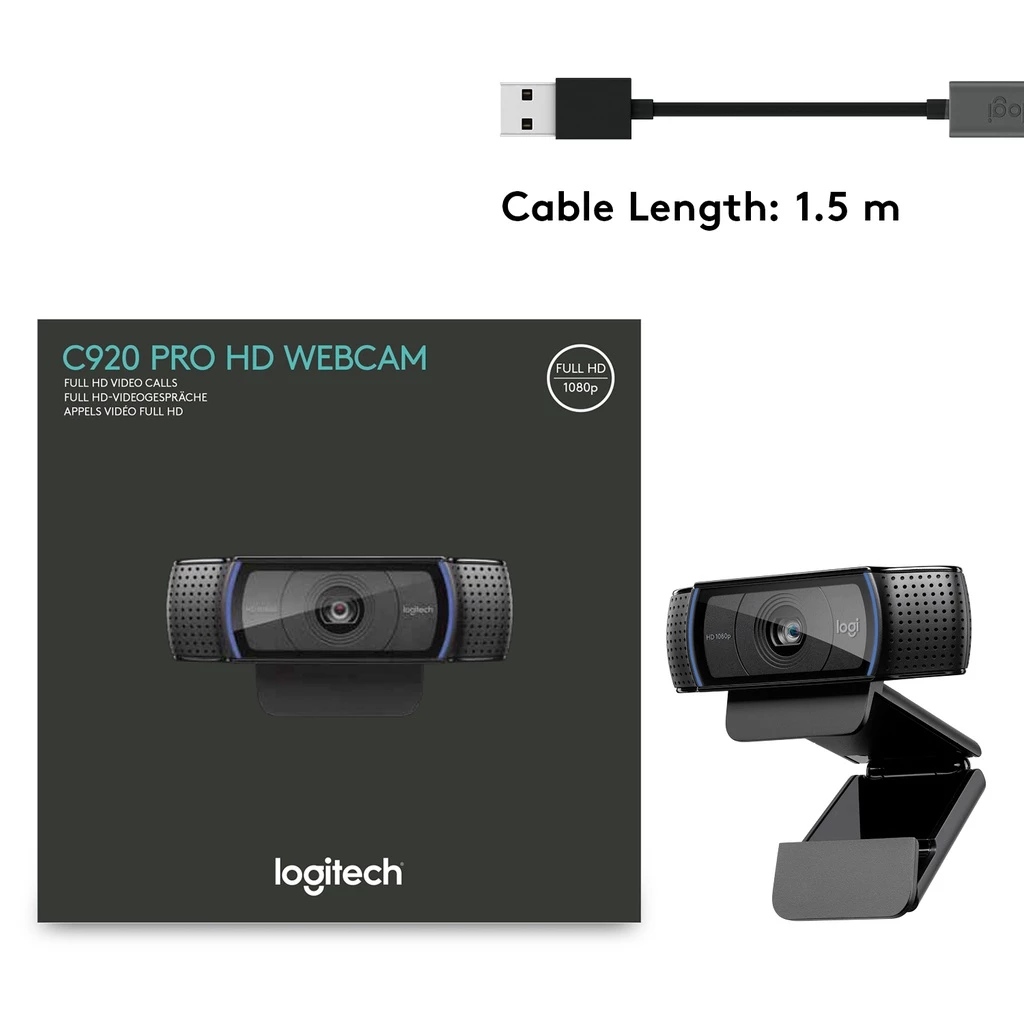 logi
Cable Length: 1.5 m
C920 PRO HD WEBCAM
FULL HD VIDEO CALLS
FULL HD-VIDEOGESPRÄCHE
APPELS VIDÉO FULL HD
FULL HD
1080p
logitech
HD 1080p
logi
logitech